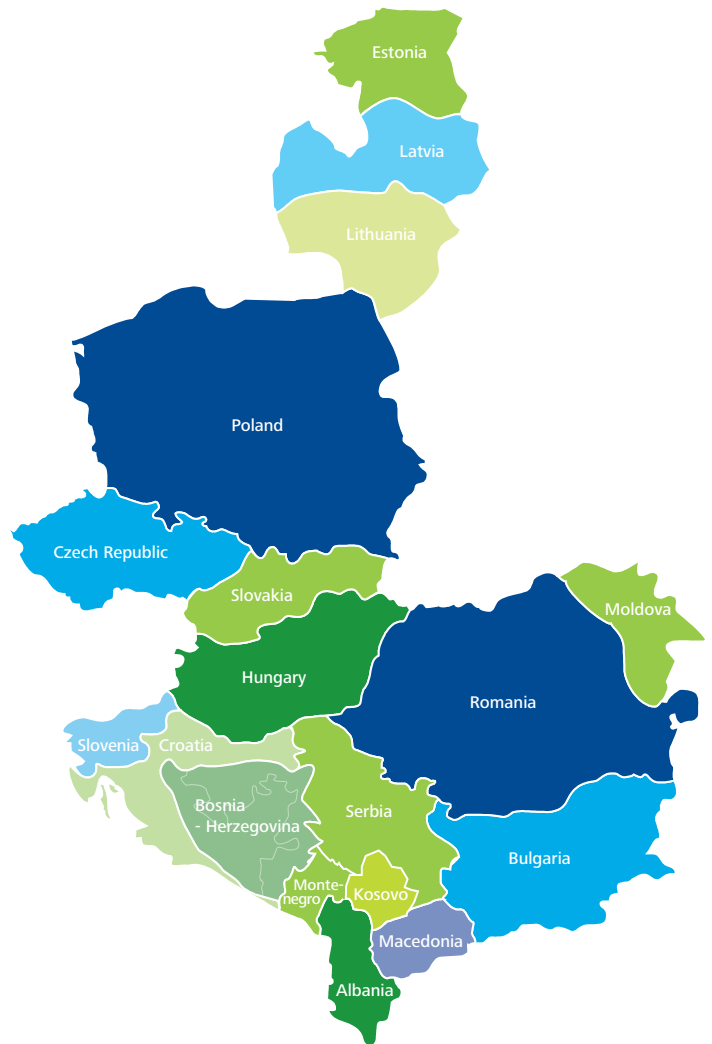 Estonia
Latvia
Lithuania
Poland
Czech Republic
Slovakia
Moldova
Hungary
Romania
Slovenia
Croatia
Bosnia
- Herzegovina
Serbia
Bulgaria
Monte-
negro
Kosovo
Macedonia
Albania